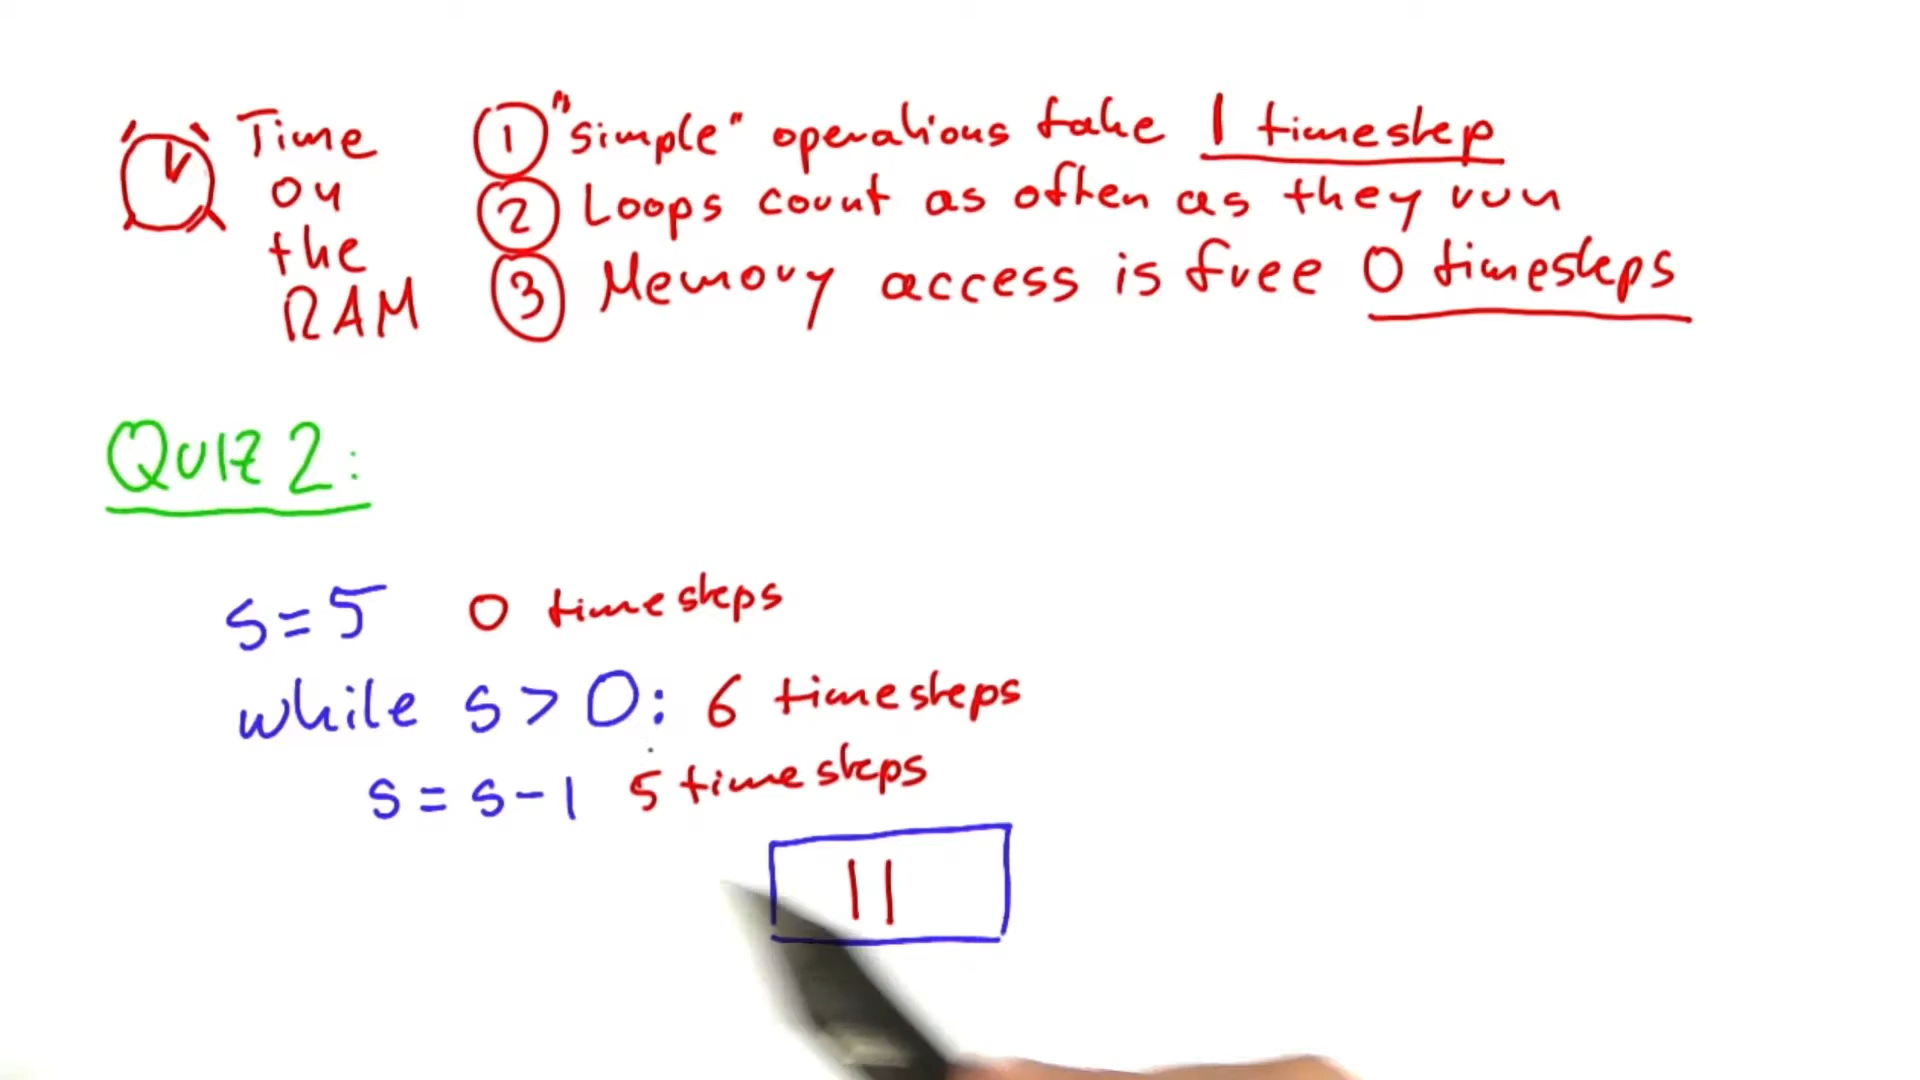 Time on the RAM
① "simple" operations take 1 timestep
② Loops count as often as they run
③ Memory access is free 0 timesteps
QUIZ 2:
s=5 0 timesteps
while s > 0: 6 timesteps
s = s - 1 5 timesteps
11